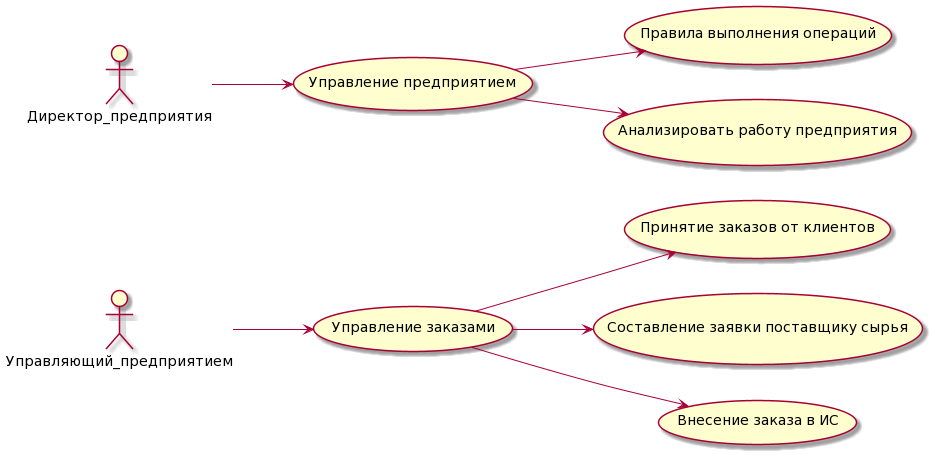 Правила выполнения операций
Управление предприятием
Директор_предприятия
Анализировать работу предприятия
Принятие заказов от клиентов
Управление заказами
Составление заявки поставщику сырья
Управляющий_предприятием
Внесение заказа в ИС